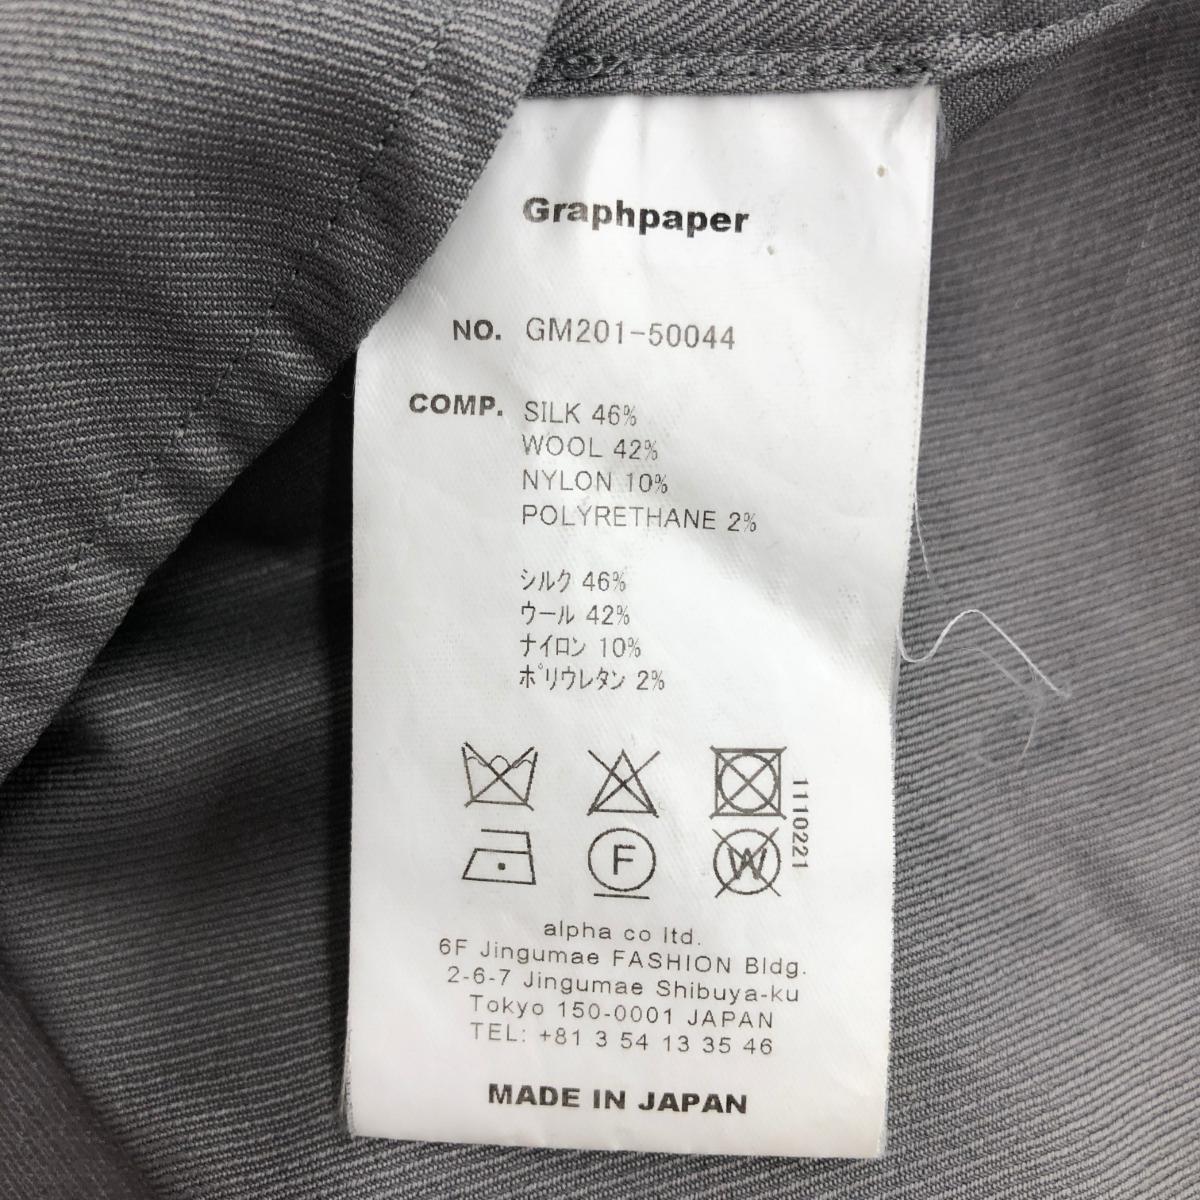 Graphpaper
NO. GM201-50044
COMP. SILK 46%
WOOL 42%
NYLON 10%
POLYRETHANE 2%
シルク 46%
ウール 42%
ナイロン 10%
ポリウレタン 2%
1110221
F
W
alpha co ltd.
6F Jingumae FASHION Bldg.
2-6-7 Jingumae Shibuya-ku
Tokyo 150-0001 JAPAN
TEL: +81 3 54 13 35 46
MADE IN JAPAN